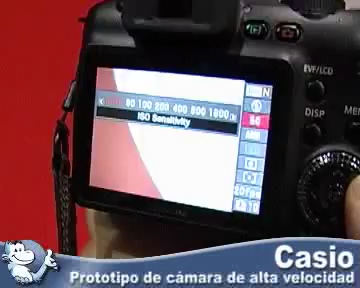 EVF/LCD
80 100 200 400 800 1600
ISO Sensitivity
DISP
Casio
Prototipo de cámara de alta velocidad